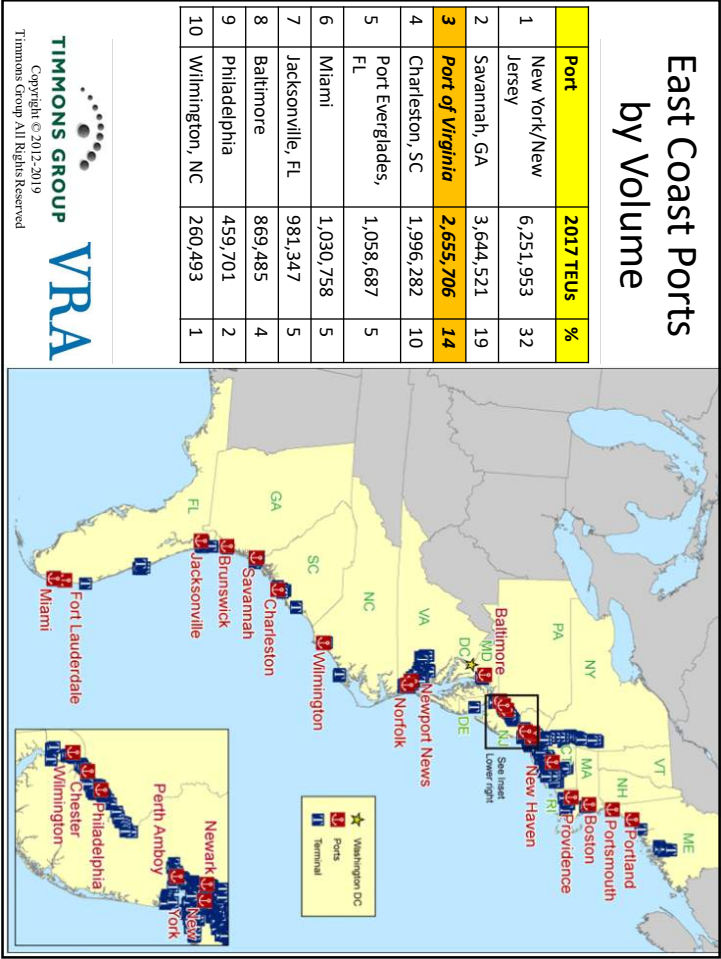 East Coast Ports
by Volume
Port 2017 TEUs %
1 New York/New
Jersey 6,251,953 32
2 Savannah, GA 3,644,521 19
3 Port of Virginia 2,655,706 14
4 Charleston, SC 1,996,282 10
5 Port Everglades,
FL 1,058,687 5
6 Miami 1,030,758 5
7 Jacksonville, FL 981,347 5
8 Baltimore 869,485 4
9 Philadelphia 459,701 2
10 Wilmington, NC 260,493 1
TIMMONS GROUP
Copyright © 2012-2019
Timmons Group All Rights Reserved
VRA
ME
VT
NH
NY
MA
CT
RI
PA
NJ
MD
DC
DE
VA
NC
SC
GA
FL
Portland
Portsmouth
Boston
Providence
New Haven
See Inset
Lower right
Baltimore
Newport News
Norfolk
Wilmington
Charleston
Savannah
Brunswick
Jacksonville
Fort Lauderdale
Miami
Washington DC
Ports
Terminal
Newark
New
York
Perth Amboy
Philadelphia
Chester
Wilmington